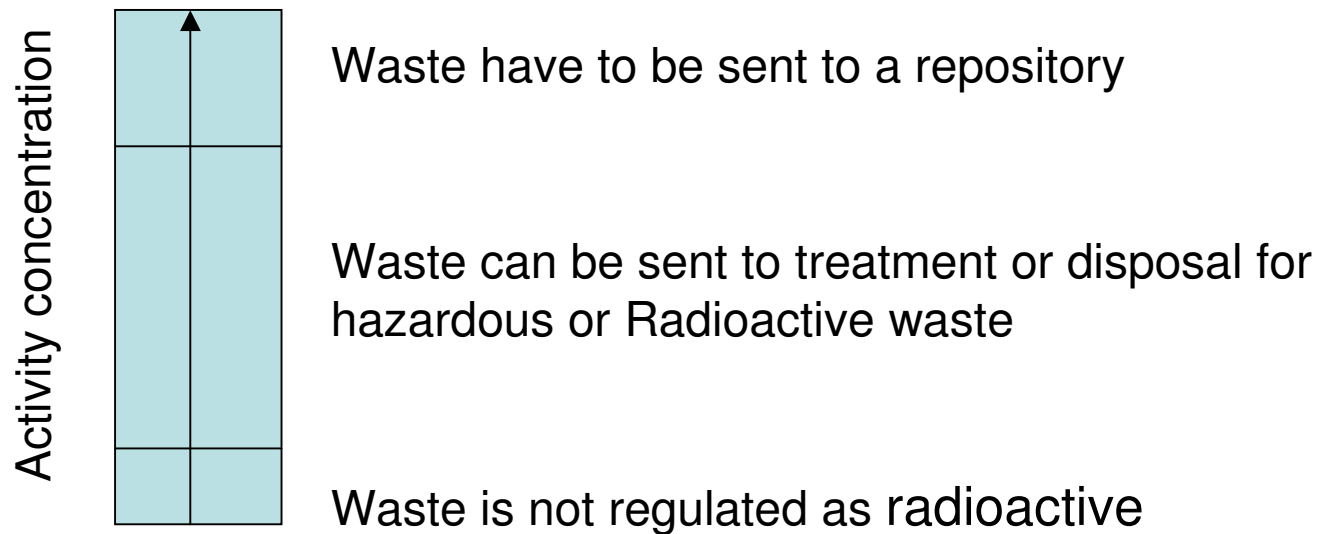 Activity concentration
Waste have to be sent to a repository
Waste can be sent to treatment or disposal for
hazardous or Radioactive waste
Waste is not regulated as radioactive